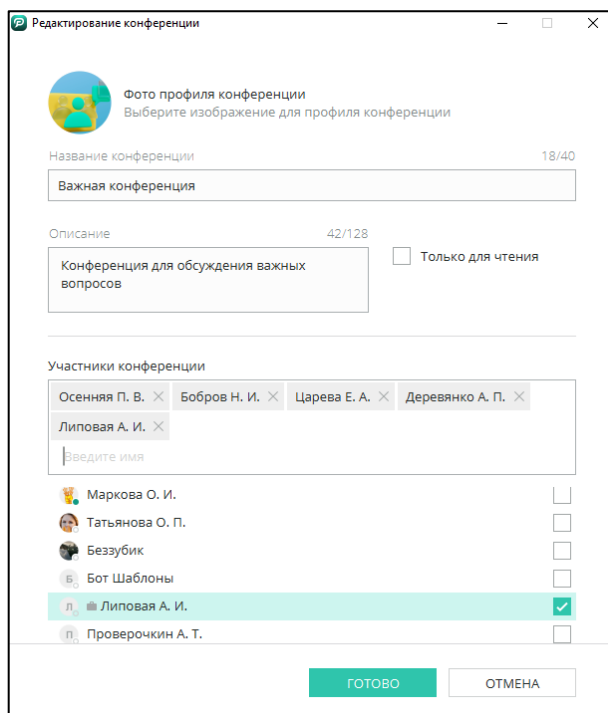 Редактирование конференции
Фото профиля конференции
Выберите изображение для профиля конференции
Название конференции 18/40
Важная конференция
Описание 42/128
Конференция для обсуждения важных
вопросов
Только для чтения
Участники конференции
Осенняя П. В. Бобров Н. И. Царева Е. А. Деревянко А. П.
Липовая А. И.
Введите имя
Маркова О. И.
Татьянова О. П.
Беззубик
Б Бот Шаблоны
Л Липовая А. И.
П Проверочкин А. Т.
ГОТОВО ОТМЕНА